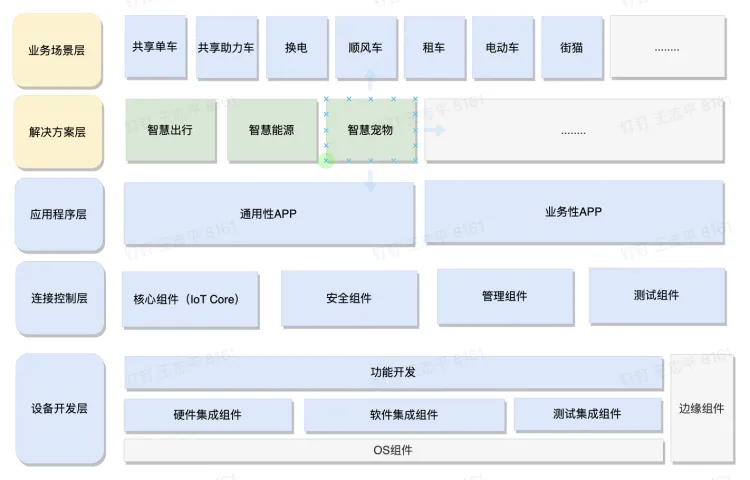 业务场景层
共享单车
共享助力车
换电
顺风车
租车
电动车
街猫
........
解决方案层
智慧出行
智慧能源
智慧宠物
........
应用程序层
通用性APP
业务性APP
连接控制层
核心组件（IoT Core）
安全组件
管理组件
测试组件
设备开发层
功能开发
硬件集成组件
软件集成组件
测试集成组件
OS组件
边缘组件
钉钉 王志平 8161